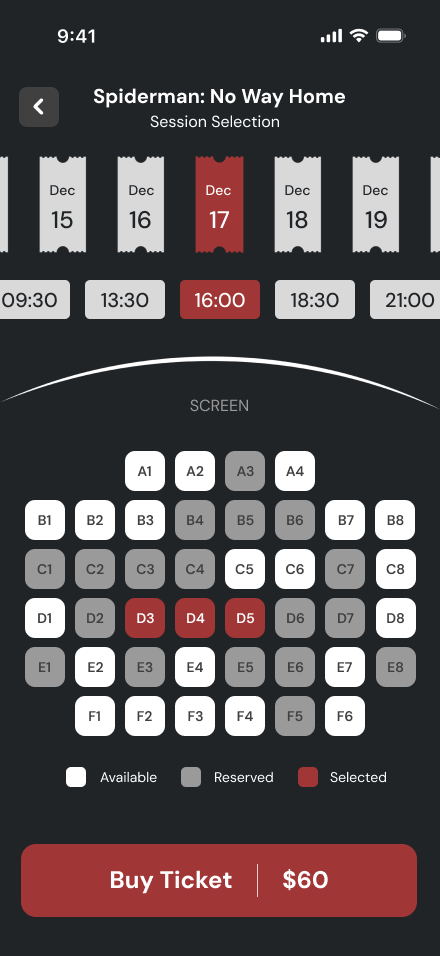 9:41
Spiderman: No Way Home
Session Selection
Dec Dec Dec Dec Dec
15 16 17 18 19
09:30 13:30 16:00 18:30 21:00
SCREEN
A1 A2 A3 A4
B1 B2 B3 B4 B5 B6 B7 B8
C1 C2 C3 C4 C5 C6 C7 C8
D1 D2 D3 D4 D5 D6 D7 D8
E1 E2 E3 E4 E5 E6 E7 E8
F1 F2 F3 F4 F5 F6
Available Reserved Selected
Buy Ticket $60